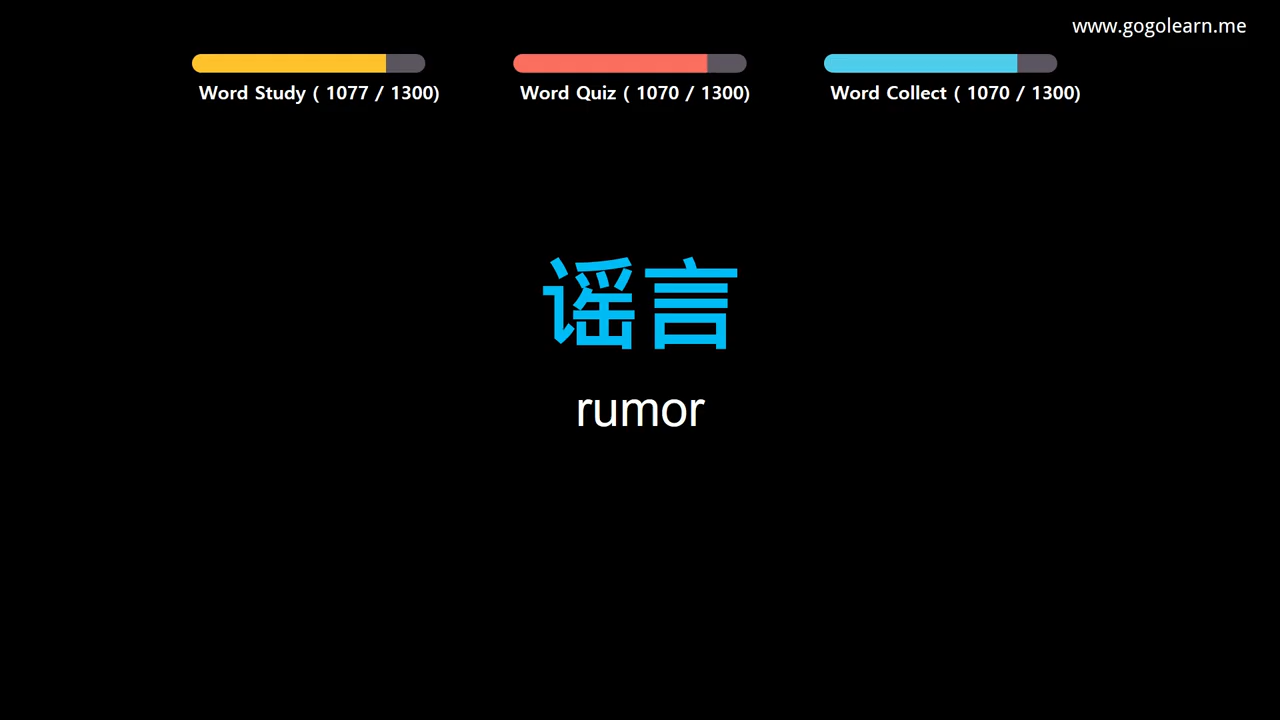 www.gogolearn.me
Word Study ( 1077 / 1300)
Word Quiz ( 1070 / 1300)
Word Collect ( 1070 / 1300)
谣言
rumor